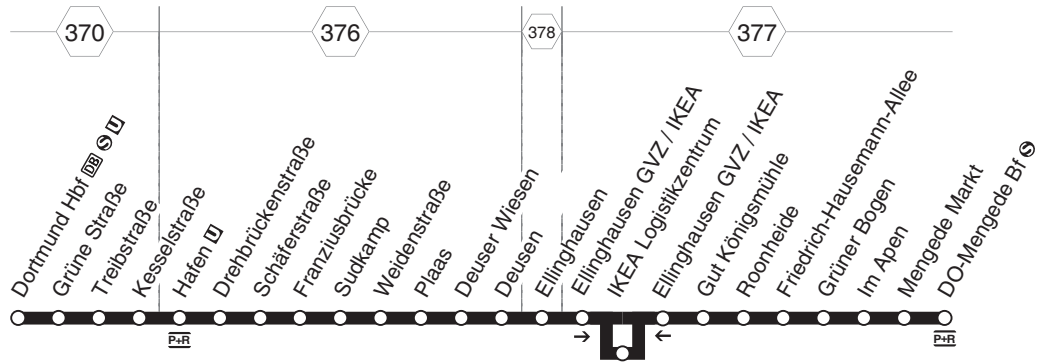 370
376
378
377
Dortmund Hbf DB S U
Grüne Straße
Treibstraße
Kesselstraße
Hafen U
Drehbrückenstraße
Schäferstraße
Franziusbrücke
Sudkamp
Weidenstraße
Plaas
Deuser Wiesen
Deusen
Ellinghausen
Ellinghausen GVZ / IKEA
IKEA Logistikzentrum
Ellinghausen GVZ / IKEA
Gut Königsmühle
Roonheide
Friedrich-Hausemann-Allee
Grüner Bogen
Im Apen
Mengede Markt
DO-Mengede Bf S
P+R
P+R